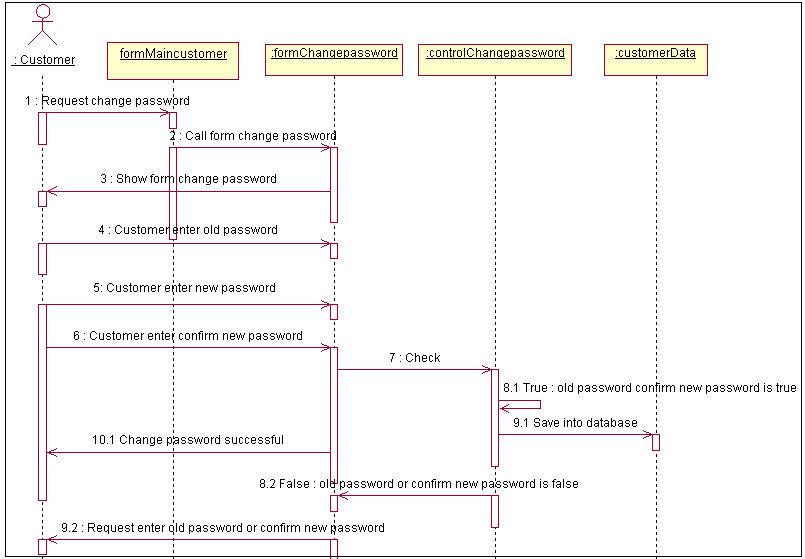 : Customer
formMaincustomer
:formChangepassword
:controlChangepassword
:customerData
1 : Request change password
2 : Call form change password
3 : Show form change password
4 : Customer enter old password
5: Customer enter new password
6 : Customer enter confirm new password
7 : Check
8.1 True : old password confirm new password is true
9.1 Save into database
10.1 Change password successful
8.2 False : old password or confirm new password is false
9.2 : Request enter old password or confirm new password